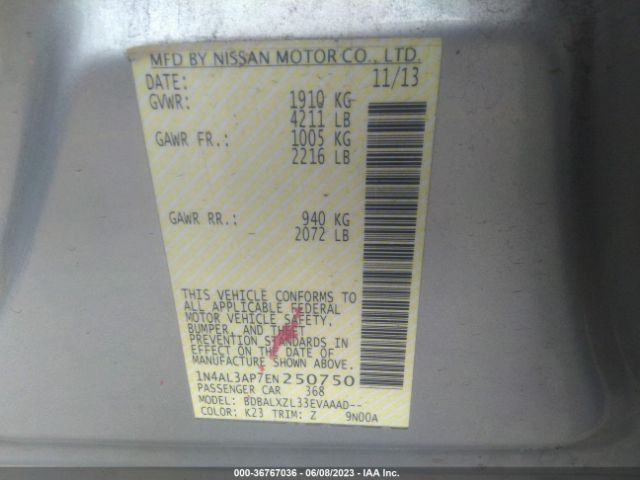 MFD BY NISSAN MOTOR CO., LTD.
DATE: 11/13
GVWR: 1910 KG
4211 LB
GAWR FR.: 1005 KG
2216 LB
GAWR RR.: 940 KG
2072 LB
THIS VEHICLE CONFORMS TO
ALL APPLICABLE FEDERAL
MOTOR VEHICLE SAFETY,
BUMPER, AND THEFT
PREVENTION STANDARDS IN
EFFECT ON THE DATE OF
MANUFACTURE SHOWN ABOVE.
1N4AL3AP7EN250750
PASSENGER CAR 368
MODEL: BDBALXZL33EVAAAD--
COLOR: K23 TRIM: Z 9N00A
000-36767036 - 06/08/2023 - IAA Inc.